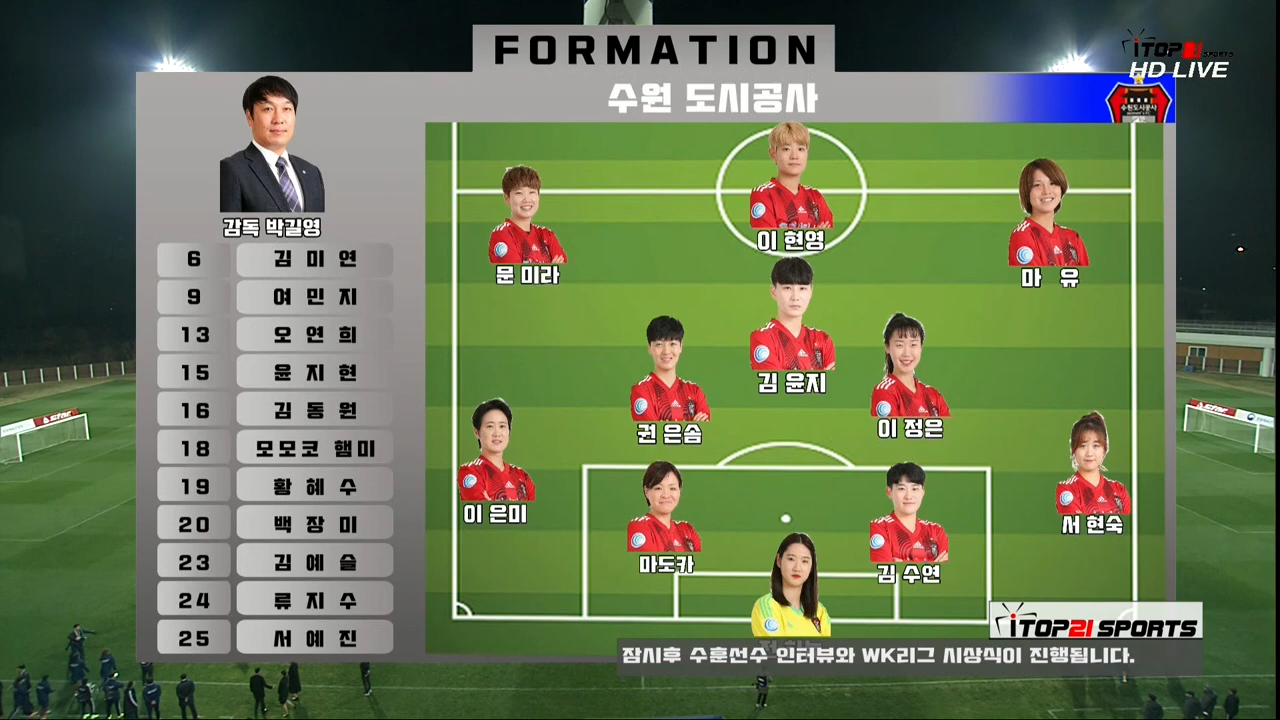 FORMATION
iTOP21 SPORTS
HD LIVE
수원 도시공사
수원도시공사
감독 박길영
6 김미연
9 여민지
13 오연희
15 윤지현
16 김동원
18 모모코 햄미
19 황혜수
20 백장미
23 김예슬
24 류지수
25 서예진
문 미라
이 현영
마 유
김 윤지
권 은솜
이 정은
이 은미
마도카
김 수연
서 현숙
iTOP21 SPORTS
잠시후 수훈선수 인터뷰와 WK리그 시상식이 진행됩니다.